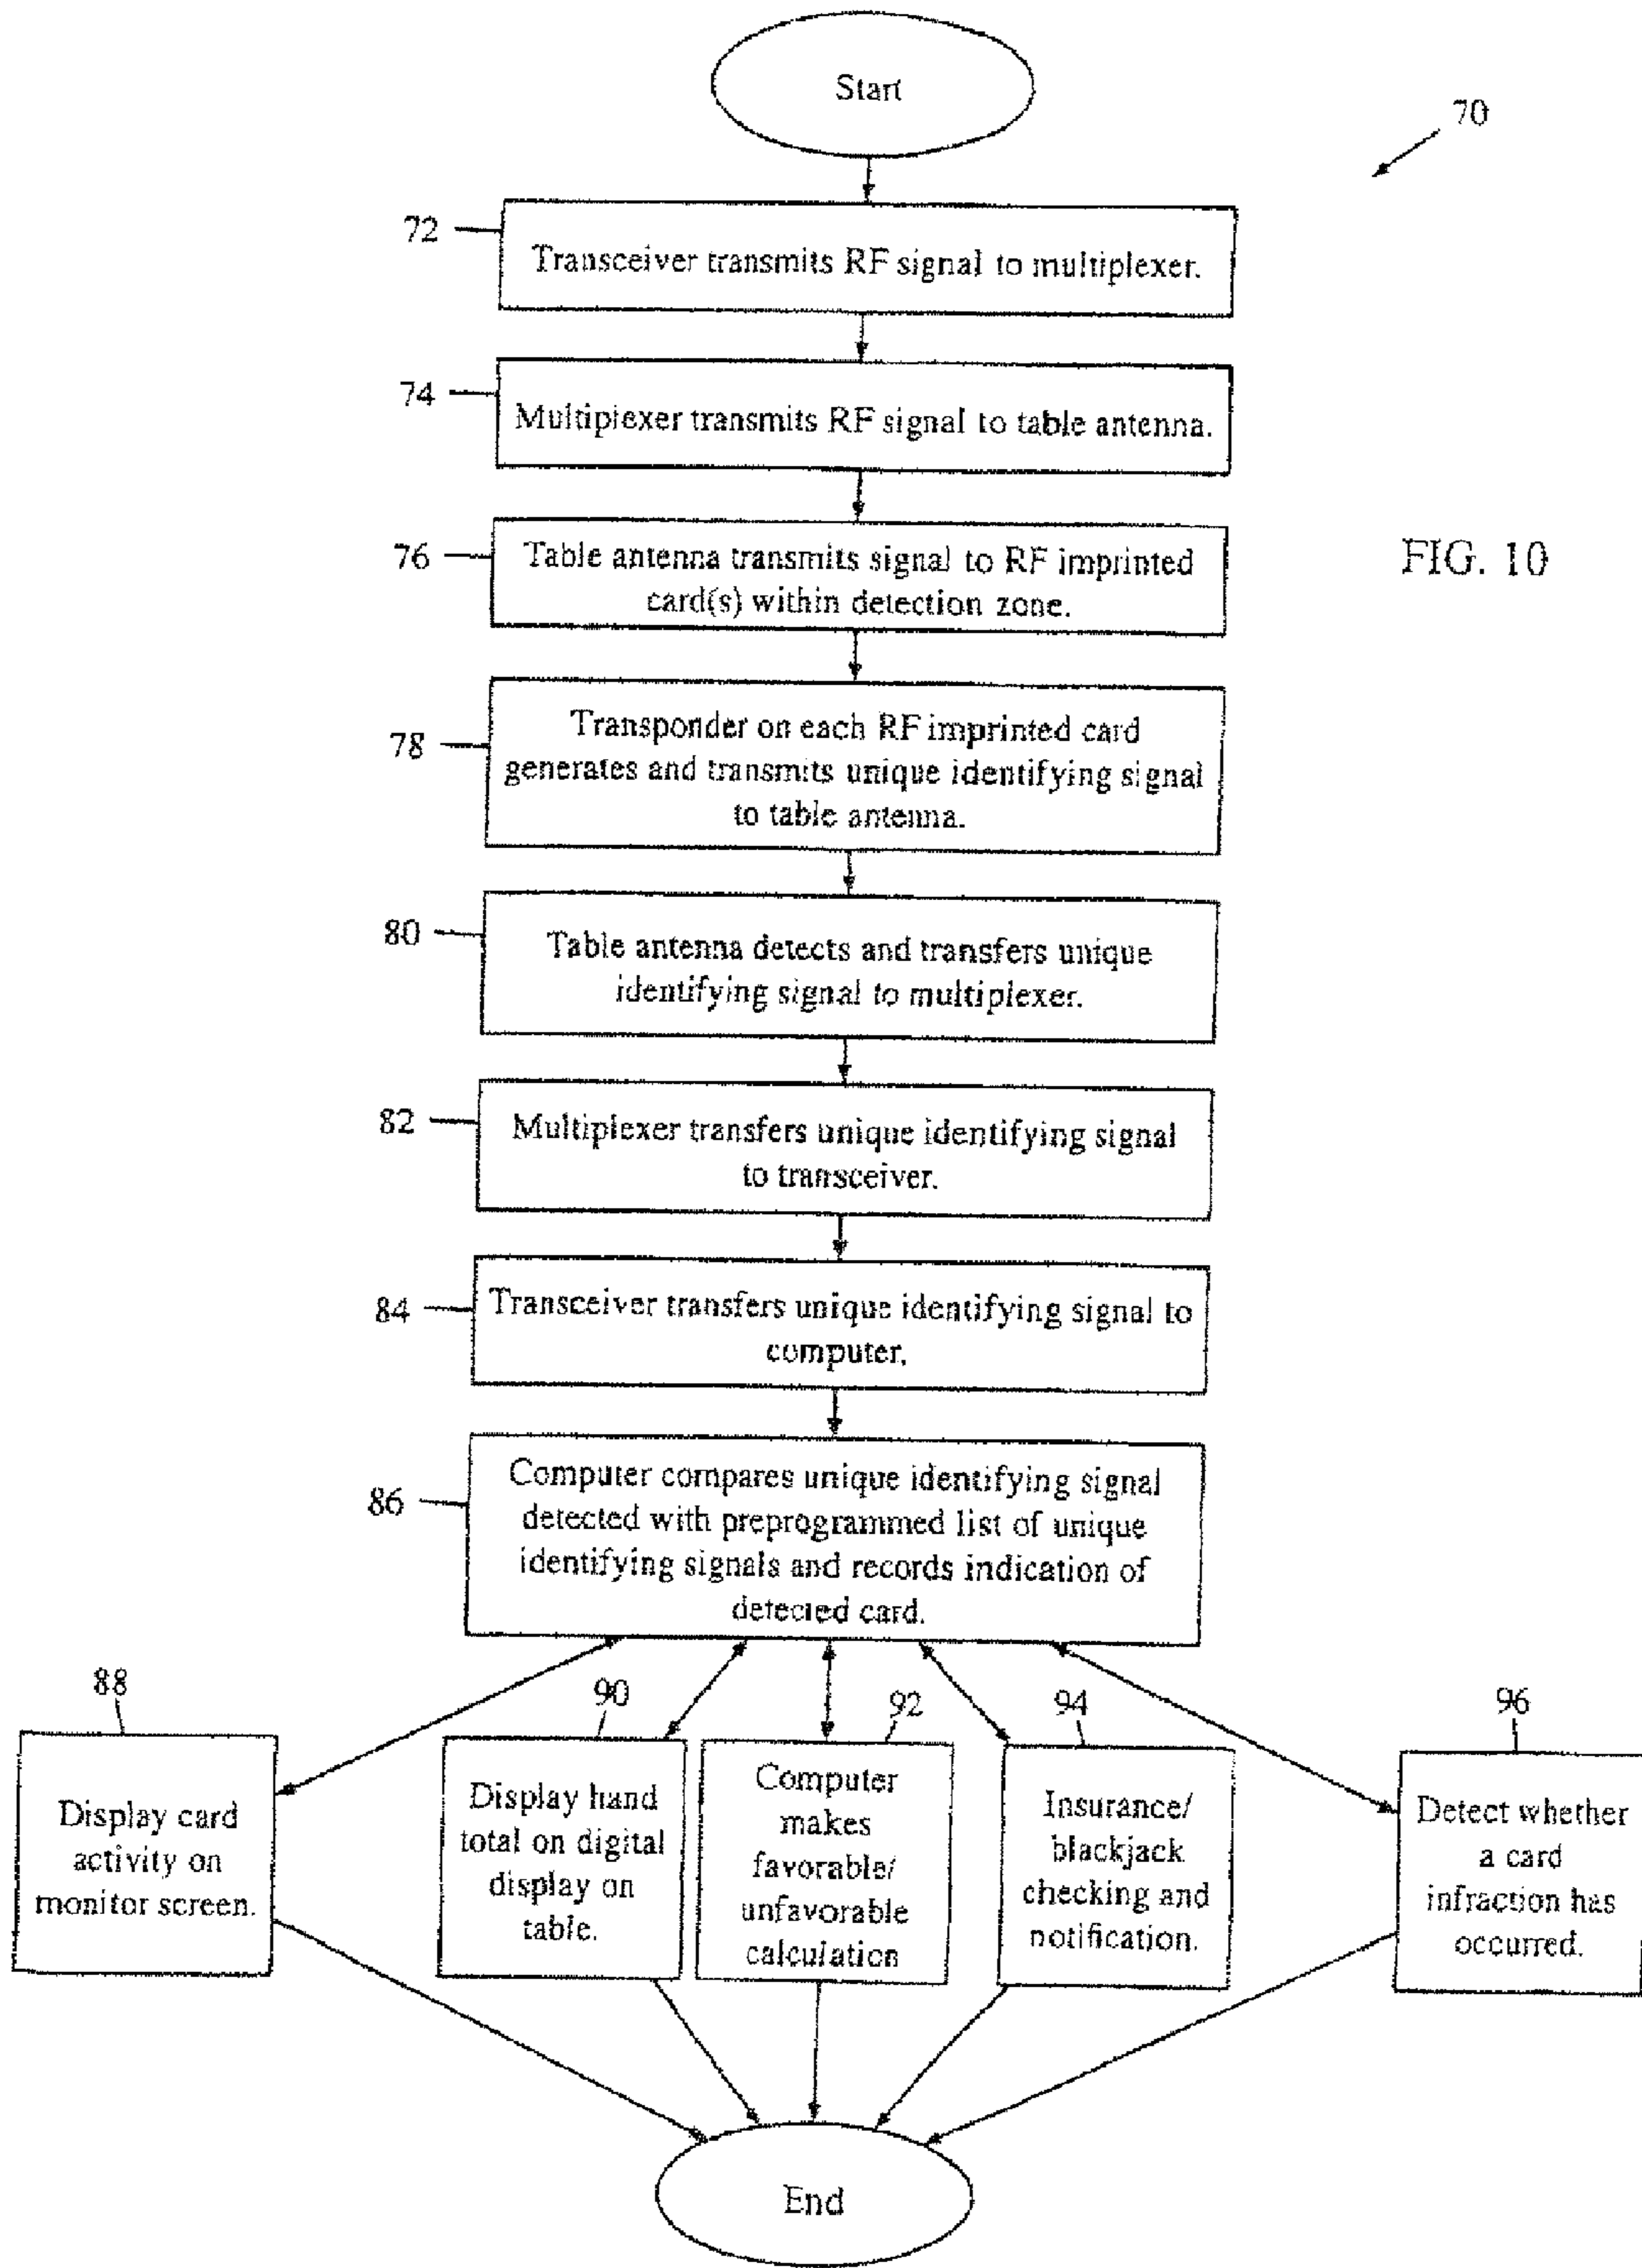 Start
70
72
Transceiver transmits RF signal to multiplexer.
74
Multiplexer transmits RF signal to table antenna.
76
Table antenna transmits signal to RF imprinted
card(s) within detection zone.
FIG. 10
78
Transponder on each RF imprinted card
generates and transmits unique identifying signal
to table antenna.
80
Table antenna detects and transfers unique
identifying signal to multiplexer.
82
Multiplexer transfers unique identifying signal
to transceiver.
84
Transceiver transfers unique identifying signal to
computer.
86
Computer compares unique identifying signal
detected with preprogrammed list of unique
identifying signals and records indication of
detected card.
88
Display card
activity on
monitor screen.
90
Display hand
total on digital
display on
table.
92
Computer
makes
favorable/
unfavorable
calculation
94
Insurance/
blackjack
checking and
notification.
96
Detect whether
a card
infraction has
occurred.
End